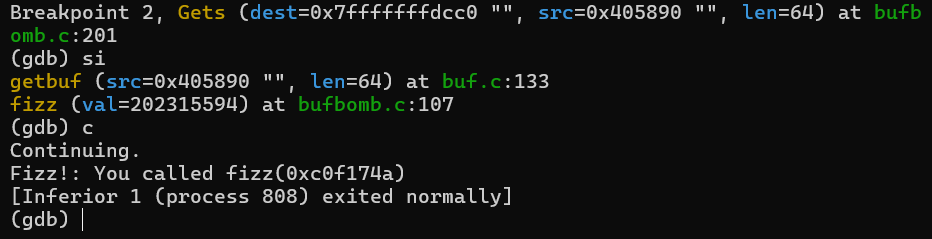 Breakpoint 2, Gets (dest=0x7fffffffdcc0 "", src=0x405890 "", len=64) at bufb
omb.c:201
(gdb) si
getbuf (src=0x405890 "", len=64) at buf.c:133
fizz (val=202315594) at bufbomb.c:107
(gdb) c
Continuing.
Fizz!: You called fizz(0xc0f174a)
[Inferior 1 (process 808) exited normally]
(gdb)